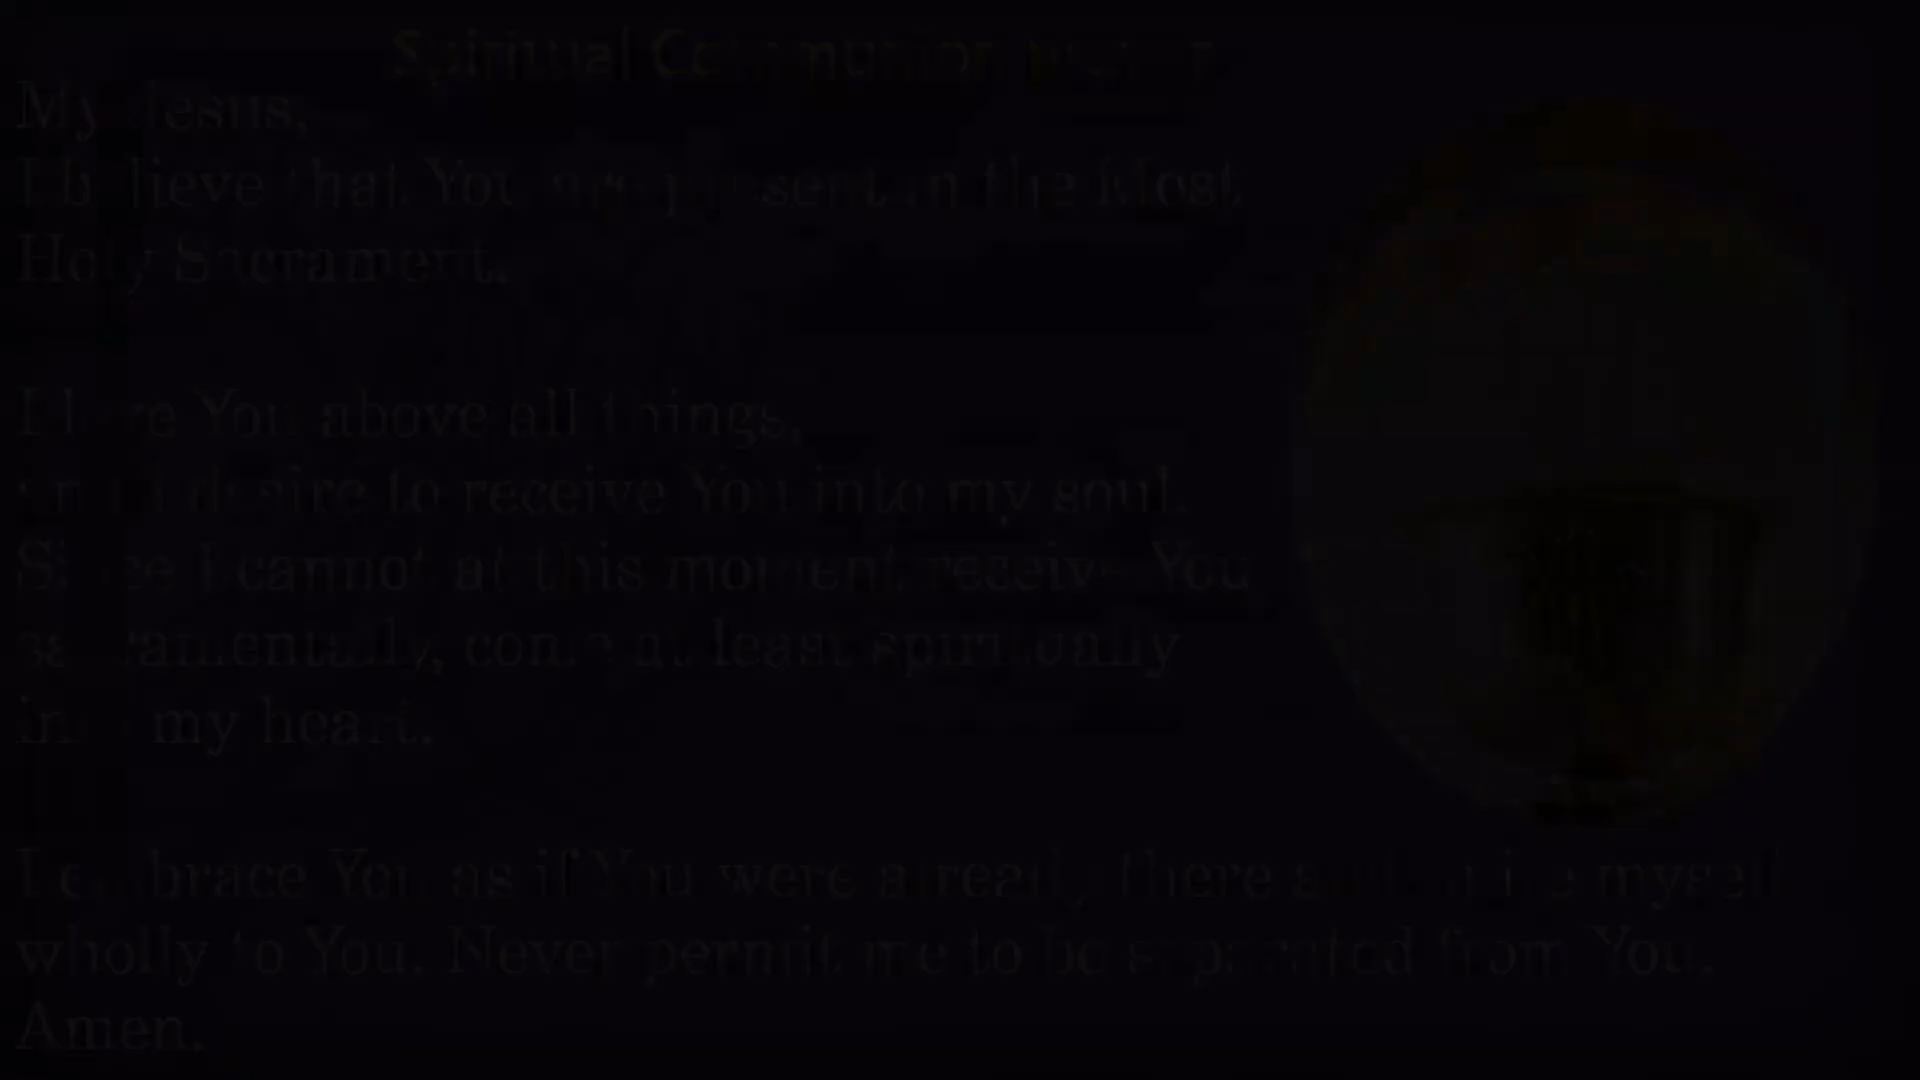 Spiritual Communion
My Jesus,
I believe that You are present in the Most
Holy Sacrament.
I love You above all things,
and I desire to receive You into my soul.
Since I cannot at this moment receive You
sacramentally, come at least spiritually
into my heart.
I embrace You as if You were already there and unite myself
wholly to You. Never permit me to be separated from You.
Amen.